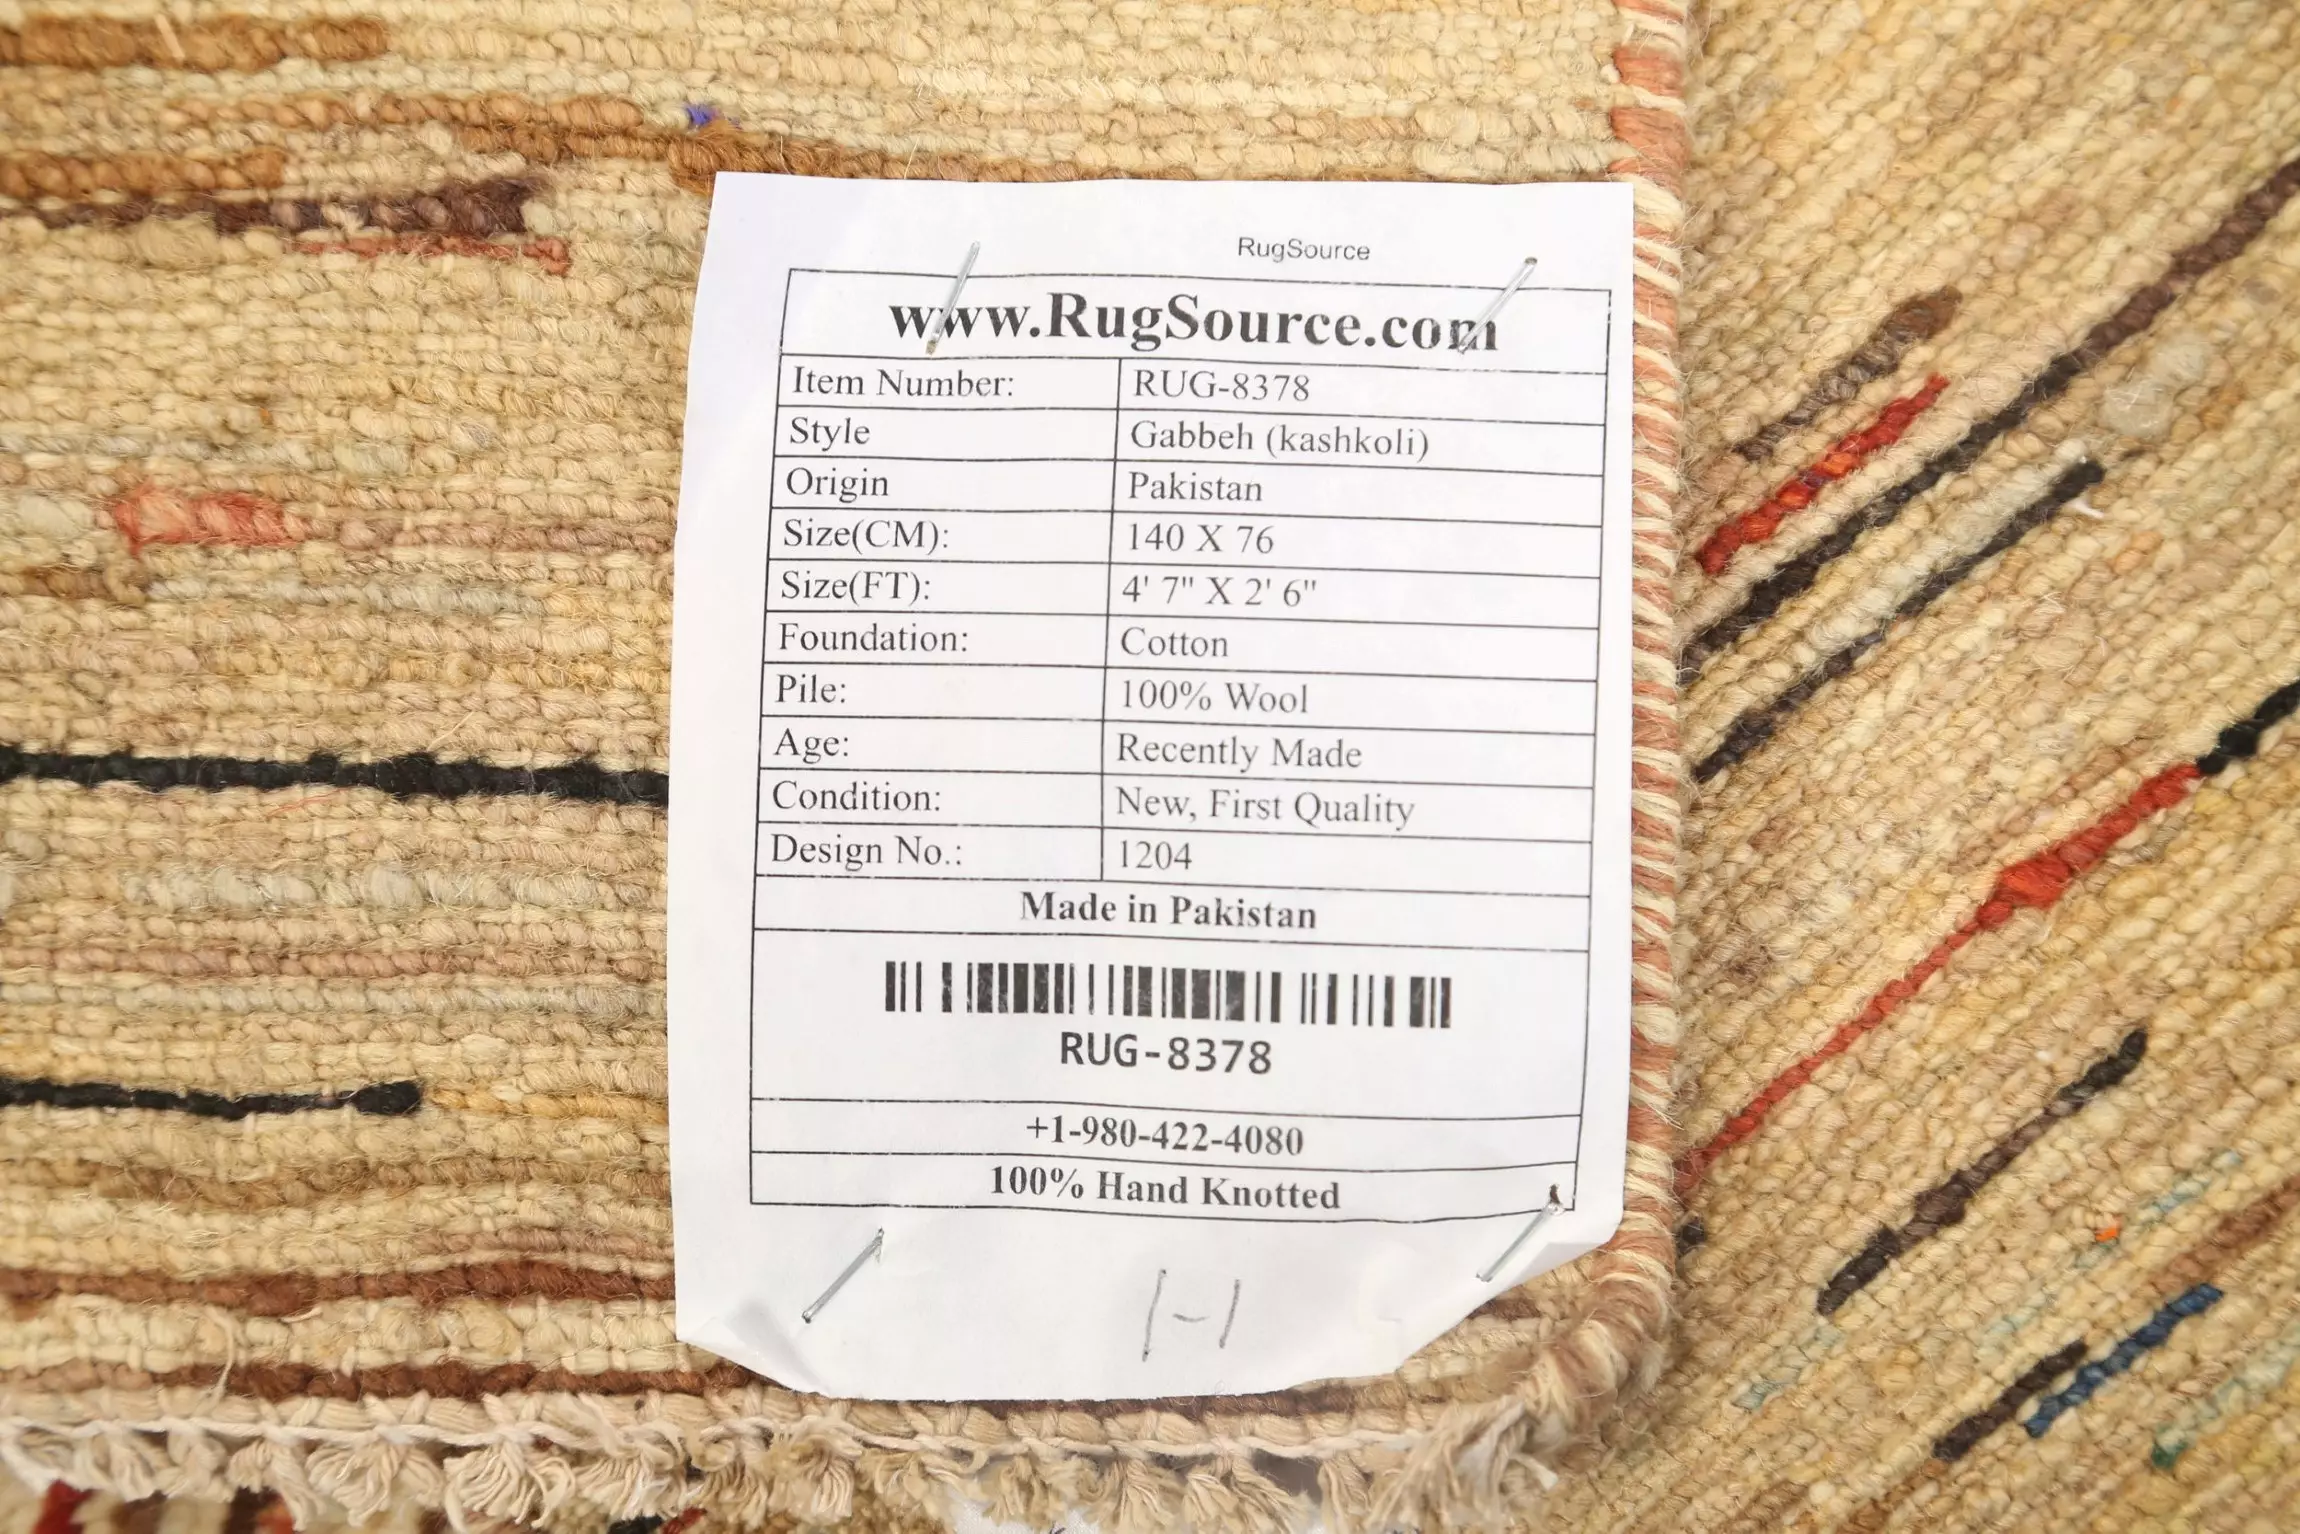 RugSource
www.RugSource.com
Item Number: RUG-8378
Style Gabbeh (kashkoli)
Origin Pakistan
Size(CM): 140 X 76
Size(FT): 4' 7" X 2' 6"
Foundation: Cotton
Pile: 100% Wool
Age: Recently Made
Condition: New, First Quality
Design No.: 1204
Made in Pakistan
RUG-8378
+1-980-422-4080
100% Hand Knotted
1-1